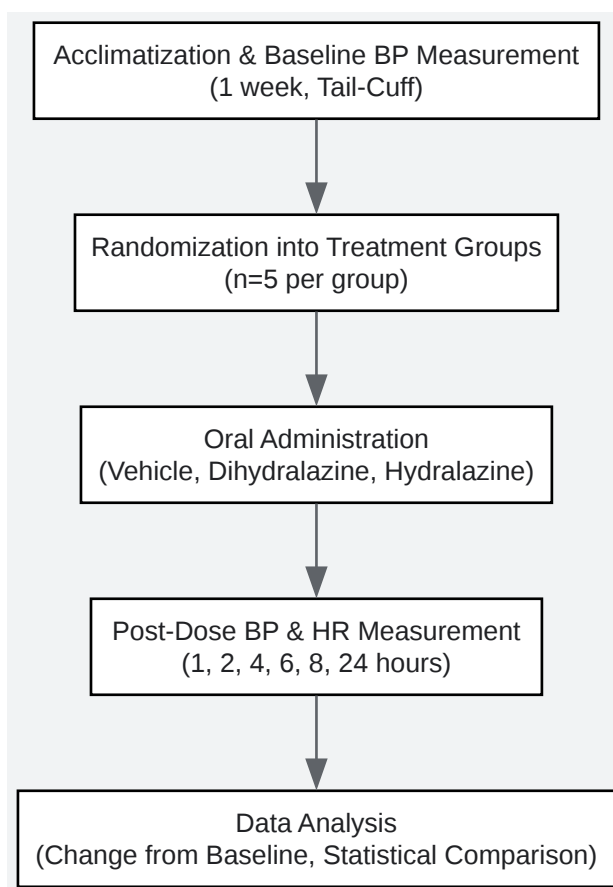 Acclimatization & Baseline BP Measurement
(1 week, Tail-Cuff)
Randomization into Treatment Groups
(n=5 per group)
Oral Administration
(Vehicle, Dihydralazine, Hydralazine)
Post-Dose BP & HR Measurement
(1, 2, 4, 6, 8, 24 hours)
Data Analysis
(Change from Baseline, Statistical Comparison)